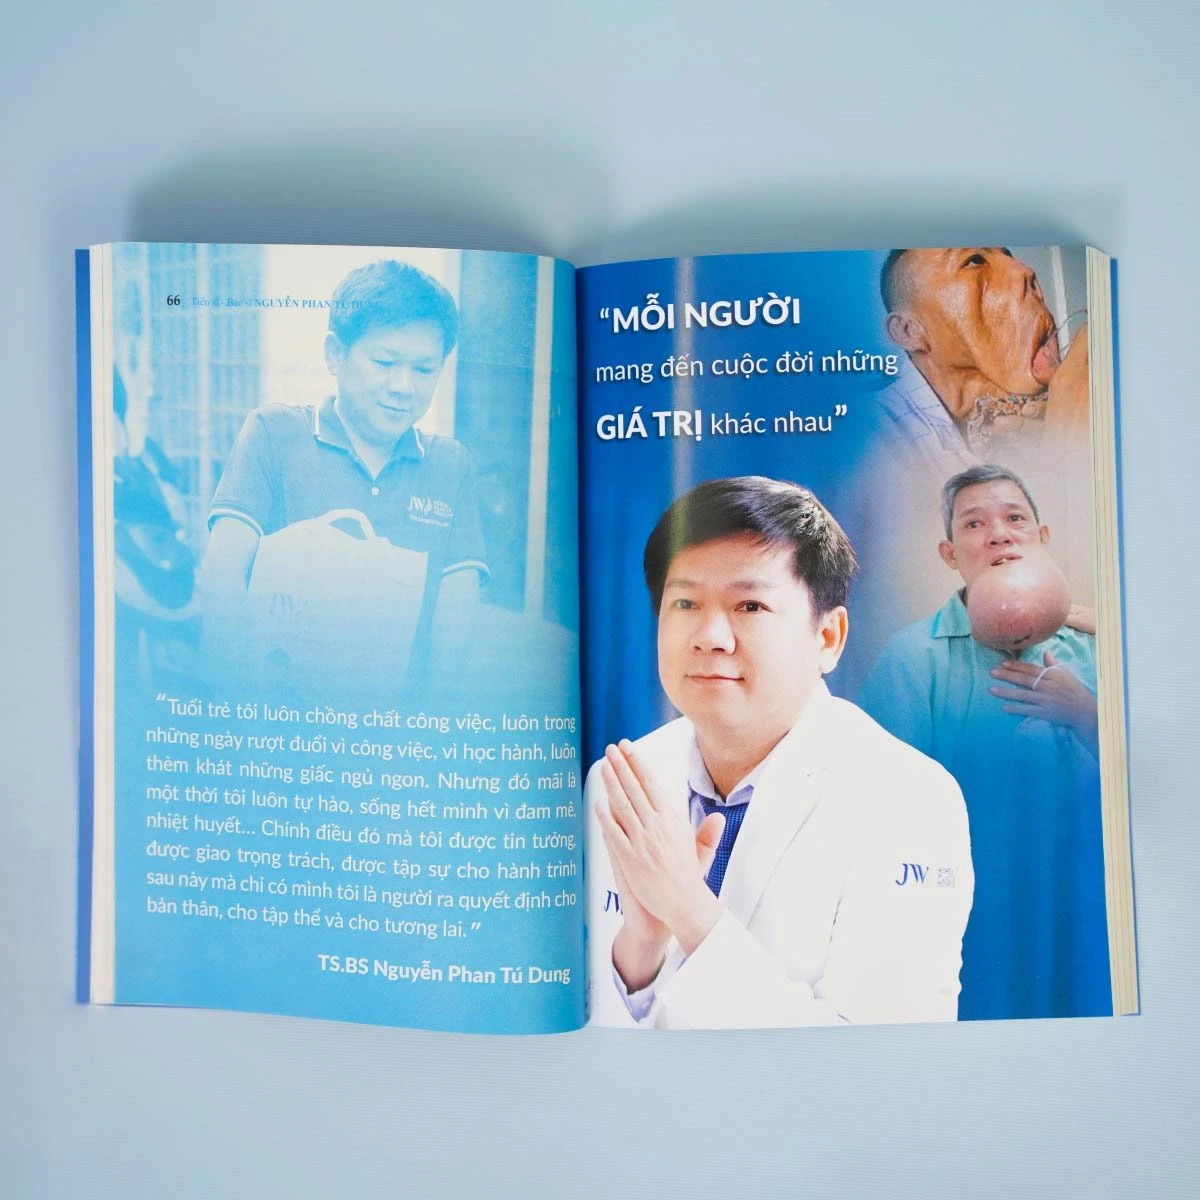 66 Tiến sĩ - Bác sĩ NGUYỄN PHAN TÚ DUNG
JW
JW
"Tuổi trẻ tôi luôn chồng chất công việc, luôn trong
những ngày rượt đuổi vì công việc, vì học hành, luôn
thèm khát những giấc ngủ ngon. Nhưng đó mãi là
một thời tôi luôn tự hào, sống hết mình vì đam mê,
nhiệt huyết... Chính điều đó mà tôi được tin tưởng,
được giao trọng trách, được tập sự cho hành trình
sau này mà chỉ có mình tôi là người ra quyết định cho
bản thân, cho tập thể và cho tương lai."
TS.BS Nguyễn Phan Tú Dung
"MỖI NGƯỜI
mang đến cuộc đời những
GIÁ TRỊ khác nhau"
JW
JW